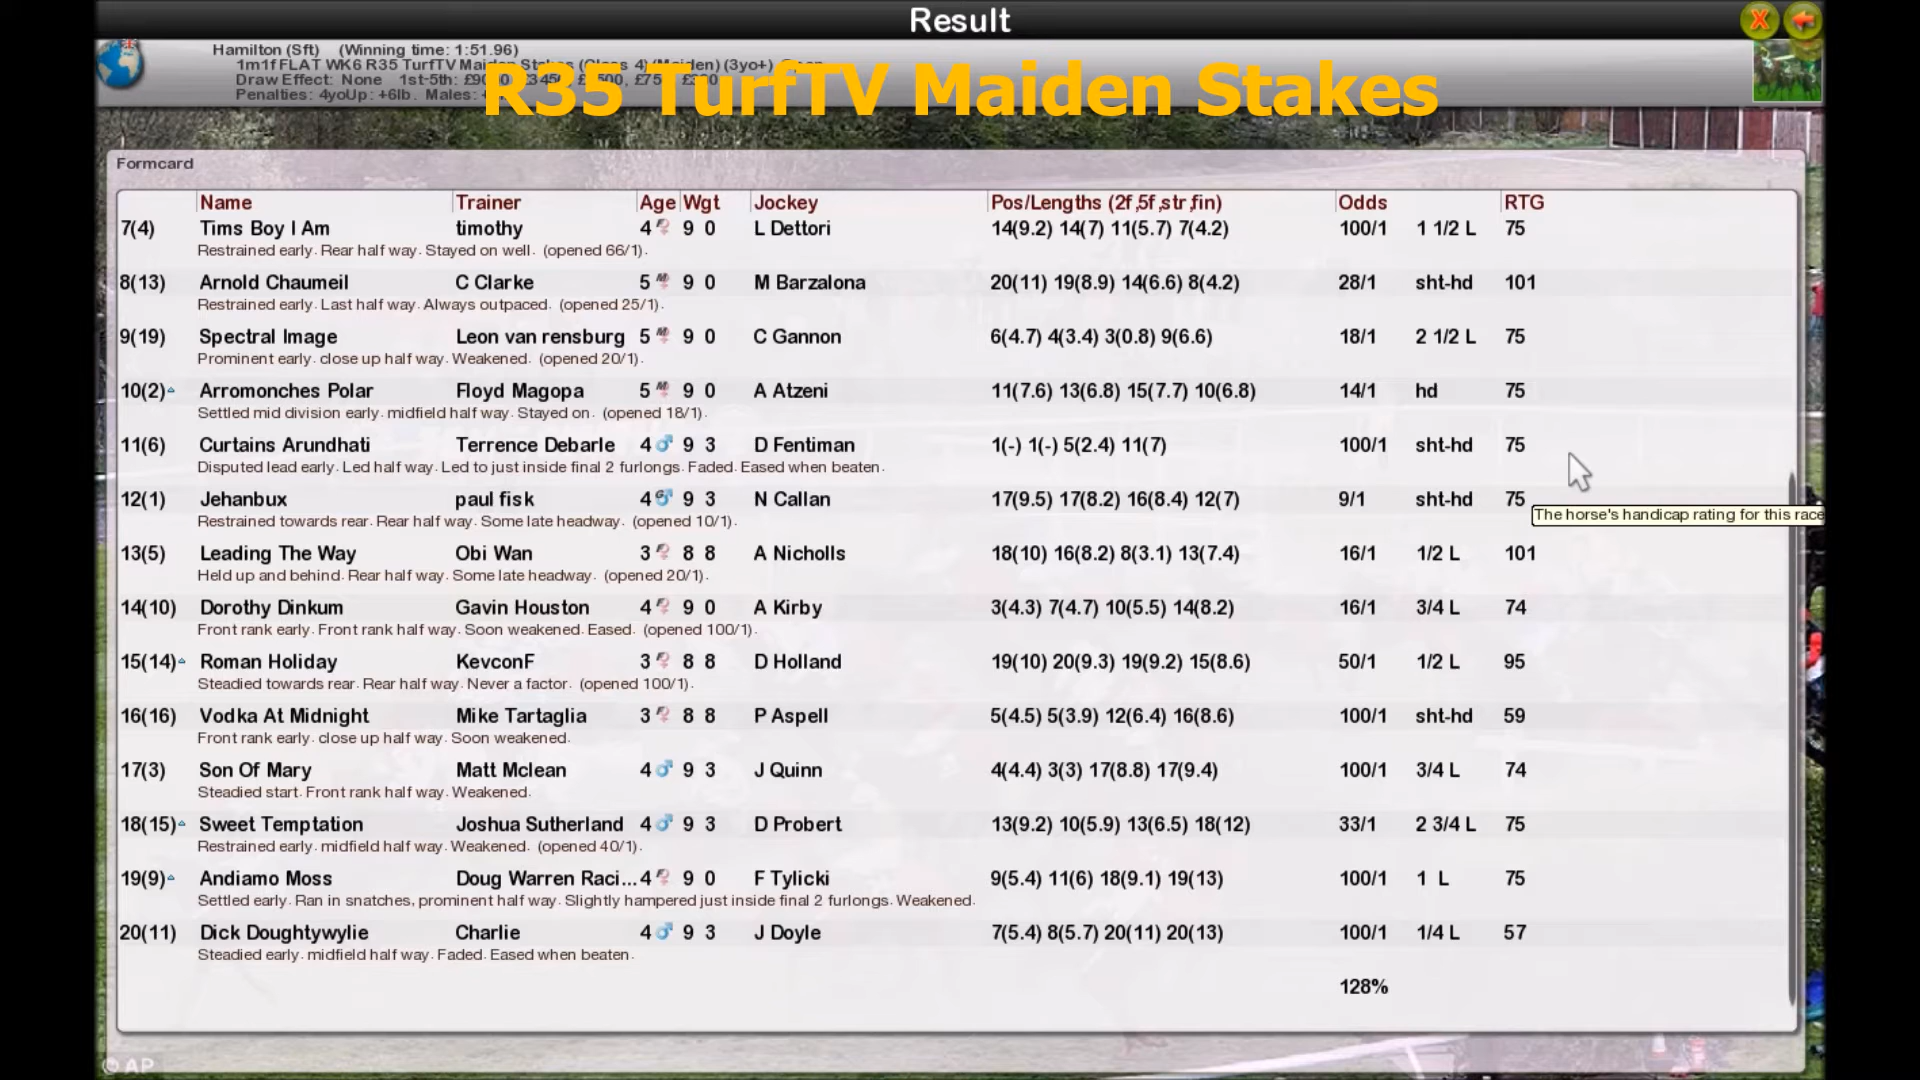 Result
Hamilton (Sft) (Winning time: 1:51.96)
1m1f FLAT WK6 R35 TurfTV Maiden Stakes (Class 4) (Maiden) (3yo+)
Draw Effect: None 1st-5th:
Penalties: 4yoUp: +6lb. Males:
R35 TurfTV Maiden Stakes
Formcard
Name Trainer Age Wgt Jockey Pos/Lengths (2f,5f,str,fin) Odds RTG
7(4) Tims Boy I Am timothy 4 9 0 L Dettori 14(9.2) 14(7) 11(5.7) 7(4.2) 100/1 1 1/2 L 75
Restrained early. Rear half way. Stayed on well. (opened 66/1).
8(13) Arnold Chaumeil C Clarke 5 9 0 M Barzalona 20(11) 19(8.9) 14(6.6) 8(4.2) 28/1 sht-hd 101
Restrained early. Last half way. Always outpaced. (opened 25/1).
9(19) Spectral Image Leon van rensburg 5 9 0 C Gannon 6(4.7) 4(3.4) 3(0.8) 9(6.6) 18/1 2 1/2 L 75
Prominent early. close up half way. Weakened. (opened 20/1).
10(2) Arromonches Polar Floyd Magopa 5 9 0 A Atzeni 11(7.6) 13(6.8) 15(7.7) 10(6.8) 14/1 hd 75
Settled mid division early. midfield half way. Stayed on. (opened 18/1).
11(6) Curtains Arundhati Terrence Debarle 4 9 3 D Fentiman 1(-) 1(-) 5(2.4) 11(7) 100/1 sht-hd 75
Disputed lead early. Led half way. Led to just inside final 2 furlongs. Faded. Eased when beaten.
12(1) Jehanbux paul fisk 4 9 3 N Callan 17(9.5) 17(8.2) 16(8.4) 12(7) 9/1 sht-hd 75
Restrained towards rear. Rear half way. Some late headway. (opened 10/1).
The horse's handicap rating for this race
13(5) Leading The Way Obi Wan 3 8 8 A Nicholls 18(10) 16(8.2) 8(3.1) 13(7.4) 16/1 1/2 L 101
Held up and behind. Rear half way. Some late headway. (opened 20/1).
14(10) Dorothy Dinkum Gavin Houston 4 9 0 A Kirby 3(4.3) 7(4.7) 10(5.5) 14(8.2) 16/1 3/4 L 74
Front rank early. Front rank half way. Soon weakened. Eased. (opened 100/1).
15(14) Roman Holiday KevconF 3 8 8 D Holland 19(10) 20(9.3) 19(9.2) 15(8.6) 50/1 1/2 L 95
Steadied towards rear. Rear half way. Never a factor. (opened 100/1).
16(16) Vodka At Midnight Mike Tartaglia 3 8 8 P Aspell 5(4.5) 5(3.9) 12(6.4) 16(8.6) 100/1 sht-hd 59
Front rank early. close up half way. Soon weakened.
17(3) Son Of Mary Matt Mclean 4 9 3 J Quinn 4(4.4) 3(3) 17(8.8) 17(9.4) 100/1 3/4 L 74
Steadied start. Front rank half way. Weakened.
18(15) Sweet Temptation Joshua Sutherland 4 9 3 D Probert 13(9.2) 10(5.9) 13(6.5) 18(12) 33/1 2 3/4 L 75
Restrained early. midfield half way. Weakened. (opened 40/1).
19(9) Andiamo Moss Doug Warren Raci... 4 9 0 F Tylicki 9(5.4) 11(6) 18(9.1) 19(13) 100/1 1 L 75
Settled early. Ran in snatches, prominent half way. Slightly hampered just inside final 2 furlongs. Weakened.
20(11) Dick Doughtywylie Charlie 4 9 3 J Doyle 7(5.4) 8(5.7) 20(11) 20(13) 100/1 1/4 L 57
Steadied early. midfield half way. Faded. Eased when beaten.
128%
© AP